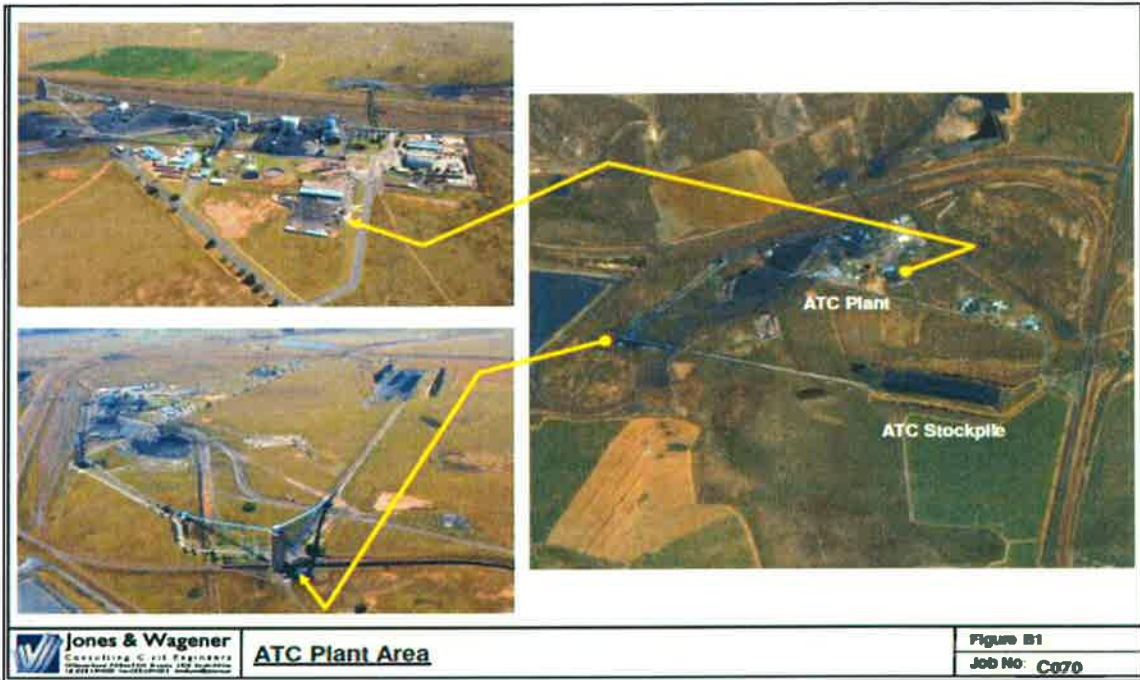 ATC Plant
ATC Stockpile
Jones & Wagener
Consulting Civil Engineers
ATC Plant Area
Figure B1
Job No: C070